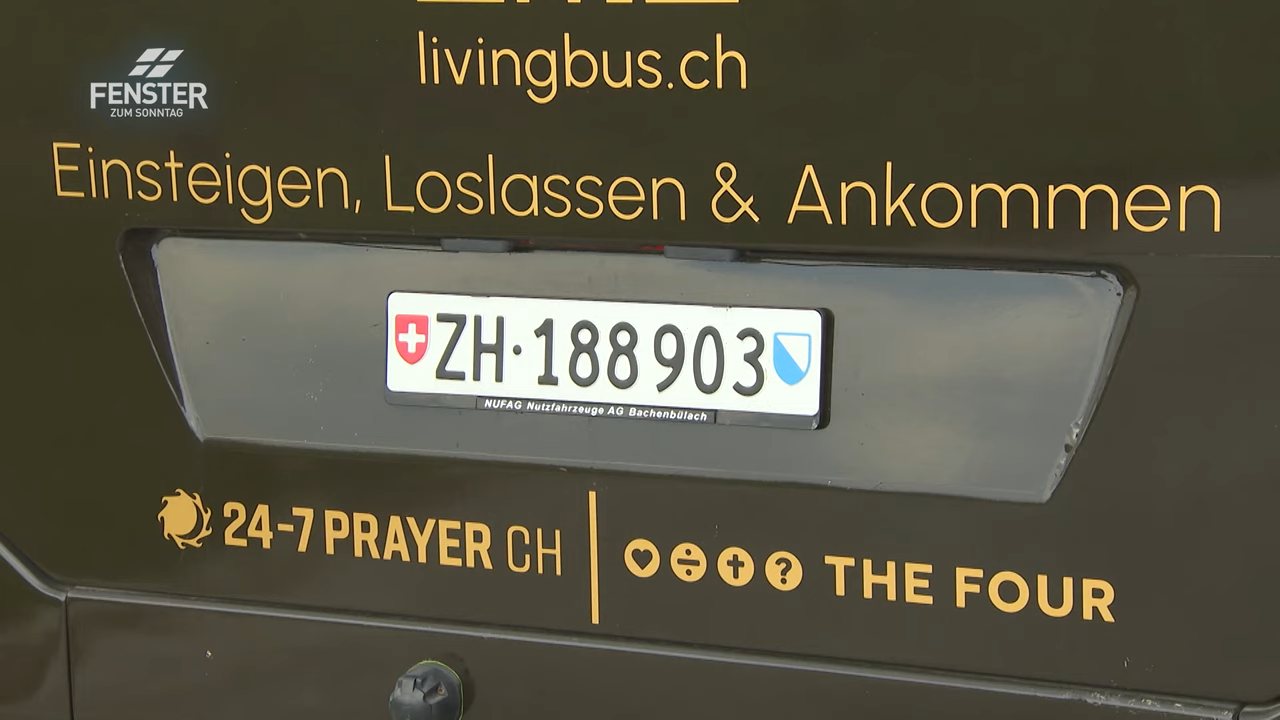 FENSTER
ZUM SONNTAG
livingbus.ch
Einsteigen, Loslassen & Ankommen
ZH·188903
NUFAG Nutzfahrzeuge AG Bachenbülach
24-7 PRAYER CH
THE FOUR